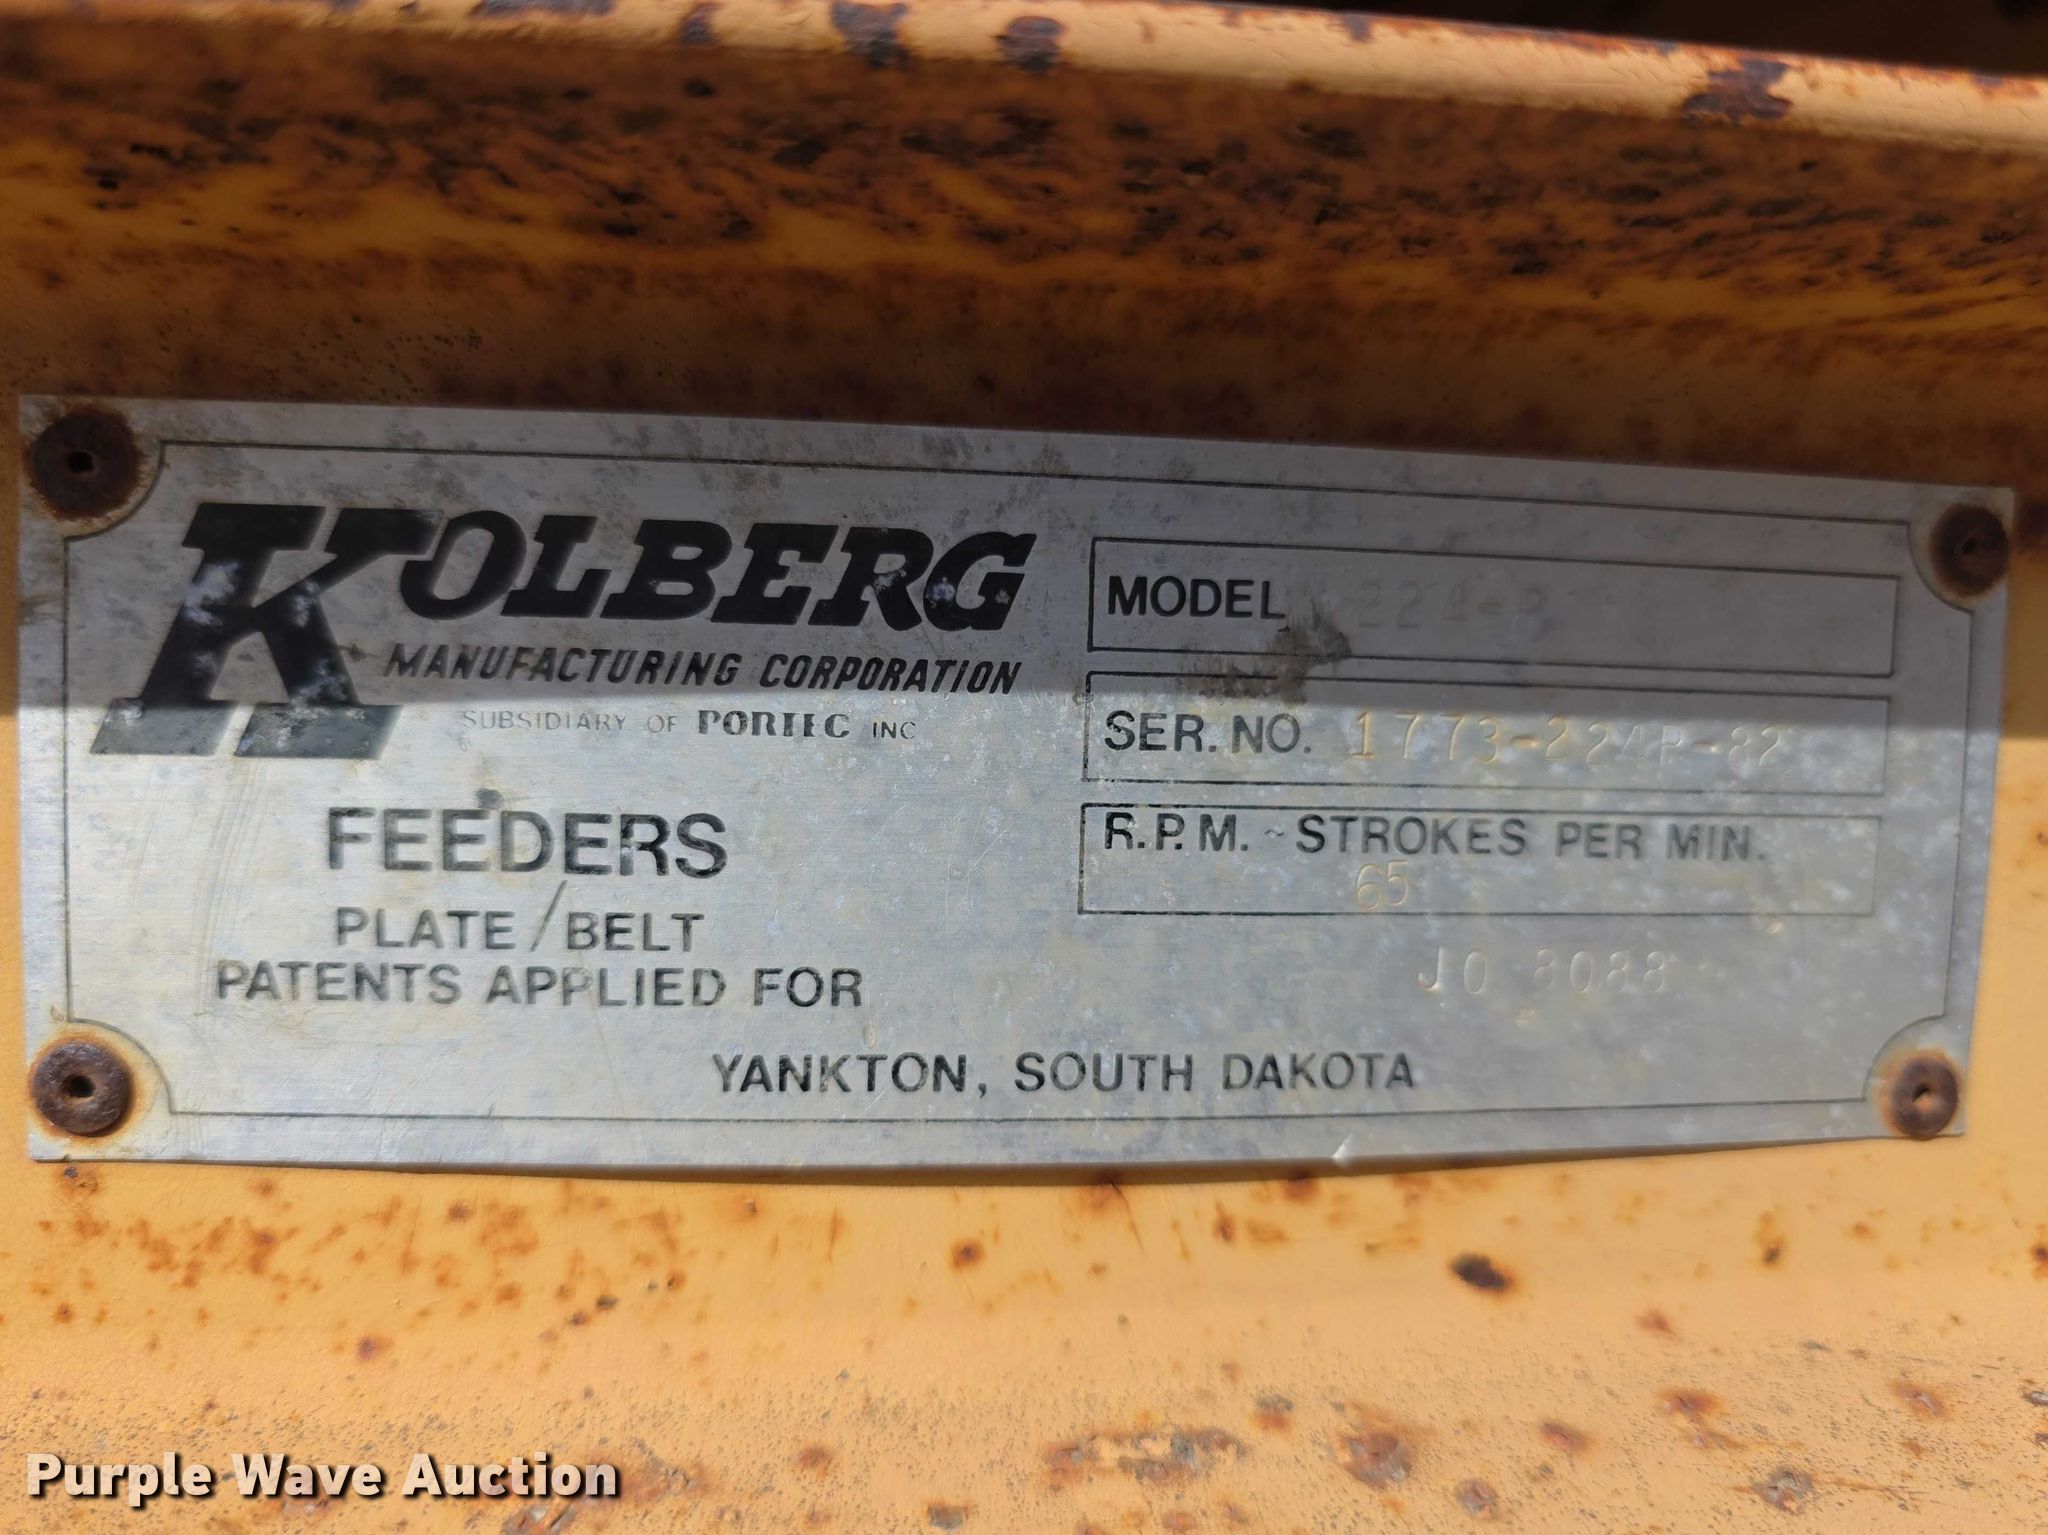 KOLBERG
MANUFACTURING CORPORATION
SUBSIDIARY OF PORTEC INC
FEEDERS
PLATE/BELT
PATENTS APPLIED FOR
MODEL 224-P
SER. NO. 1773-224P-82
R.P.M. ~ STROKES PER MIN.
65
JO 8088
YANKTON, SOUTH DAKOTA
Purple Wave Auction